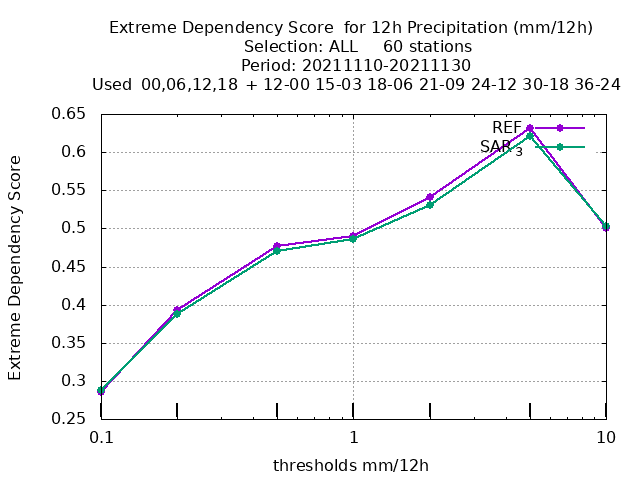 Extreme Dependency Score  for 12h Precipitation (mm/12h)
Selection: ALL     60 stations
Period: 20211110-20211130
Used  00,06,12,18  + 12-00 15-03 18-06 21-09 24-12 30-18 36-24
0.65
0.6
0.55
0.5
0.45
0.4
0.35
0.3
0.25
Extreme Dependency Score
REF
SAR_3
0.1
1
10
thresholds mm/12h